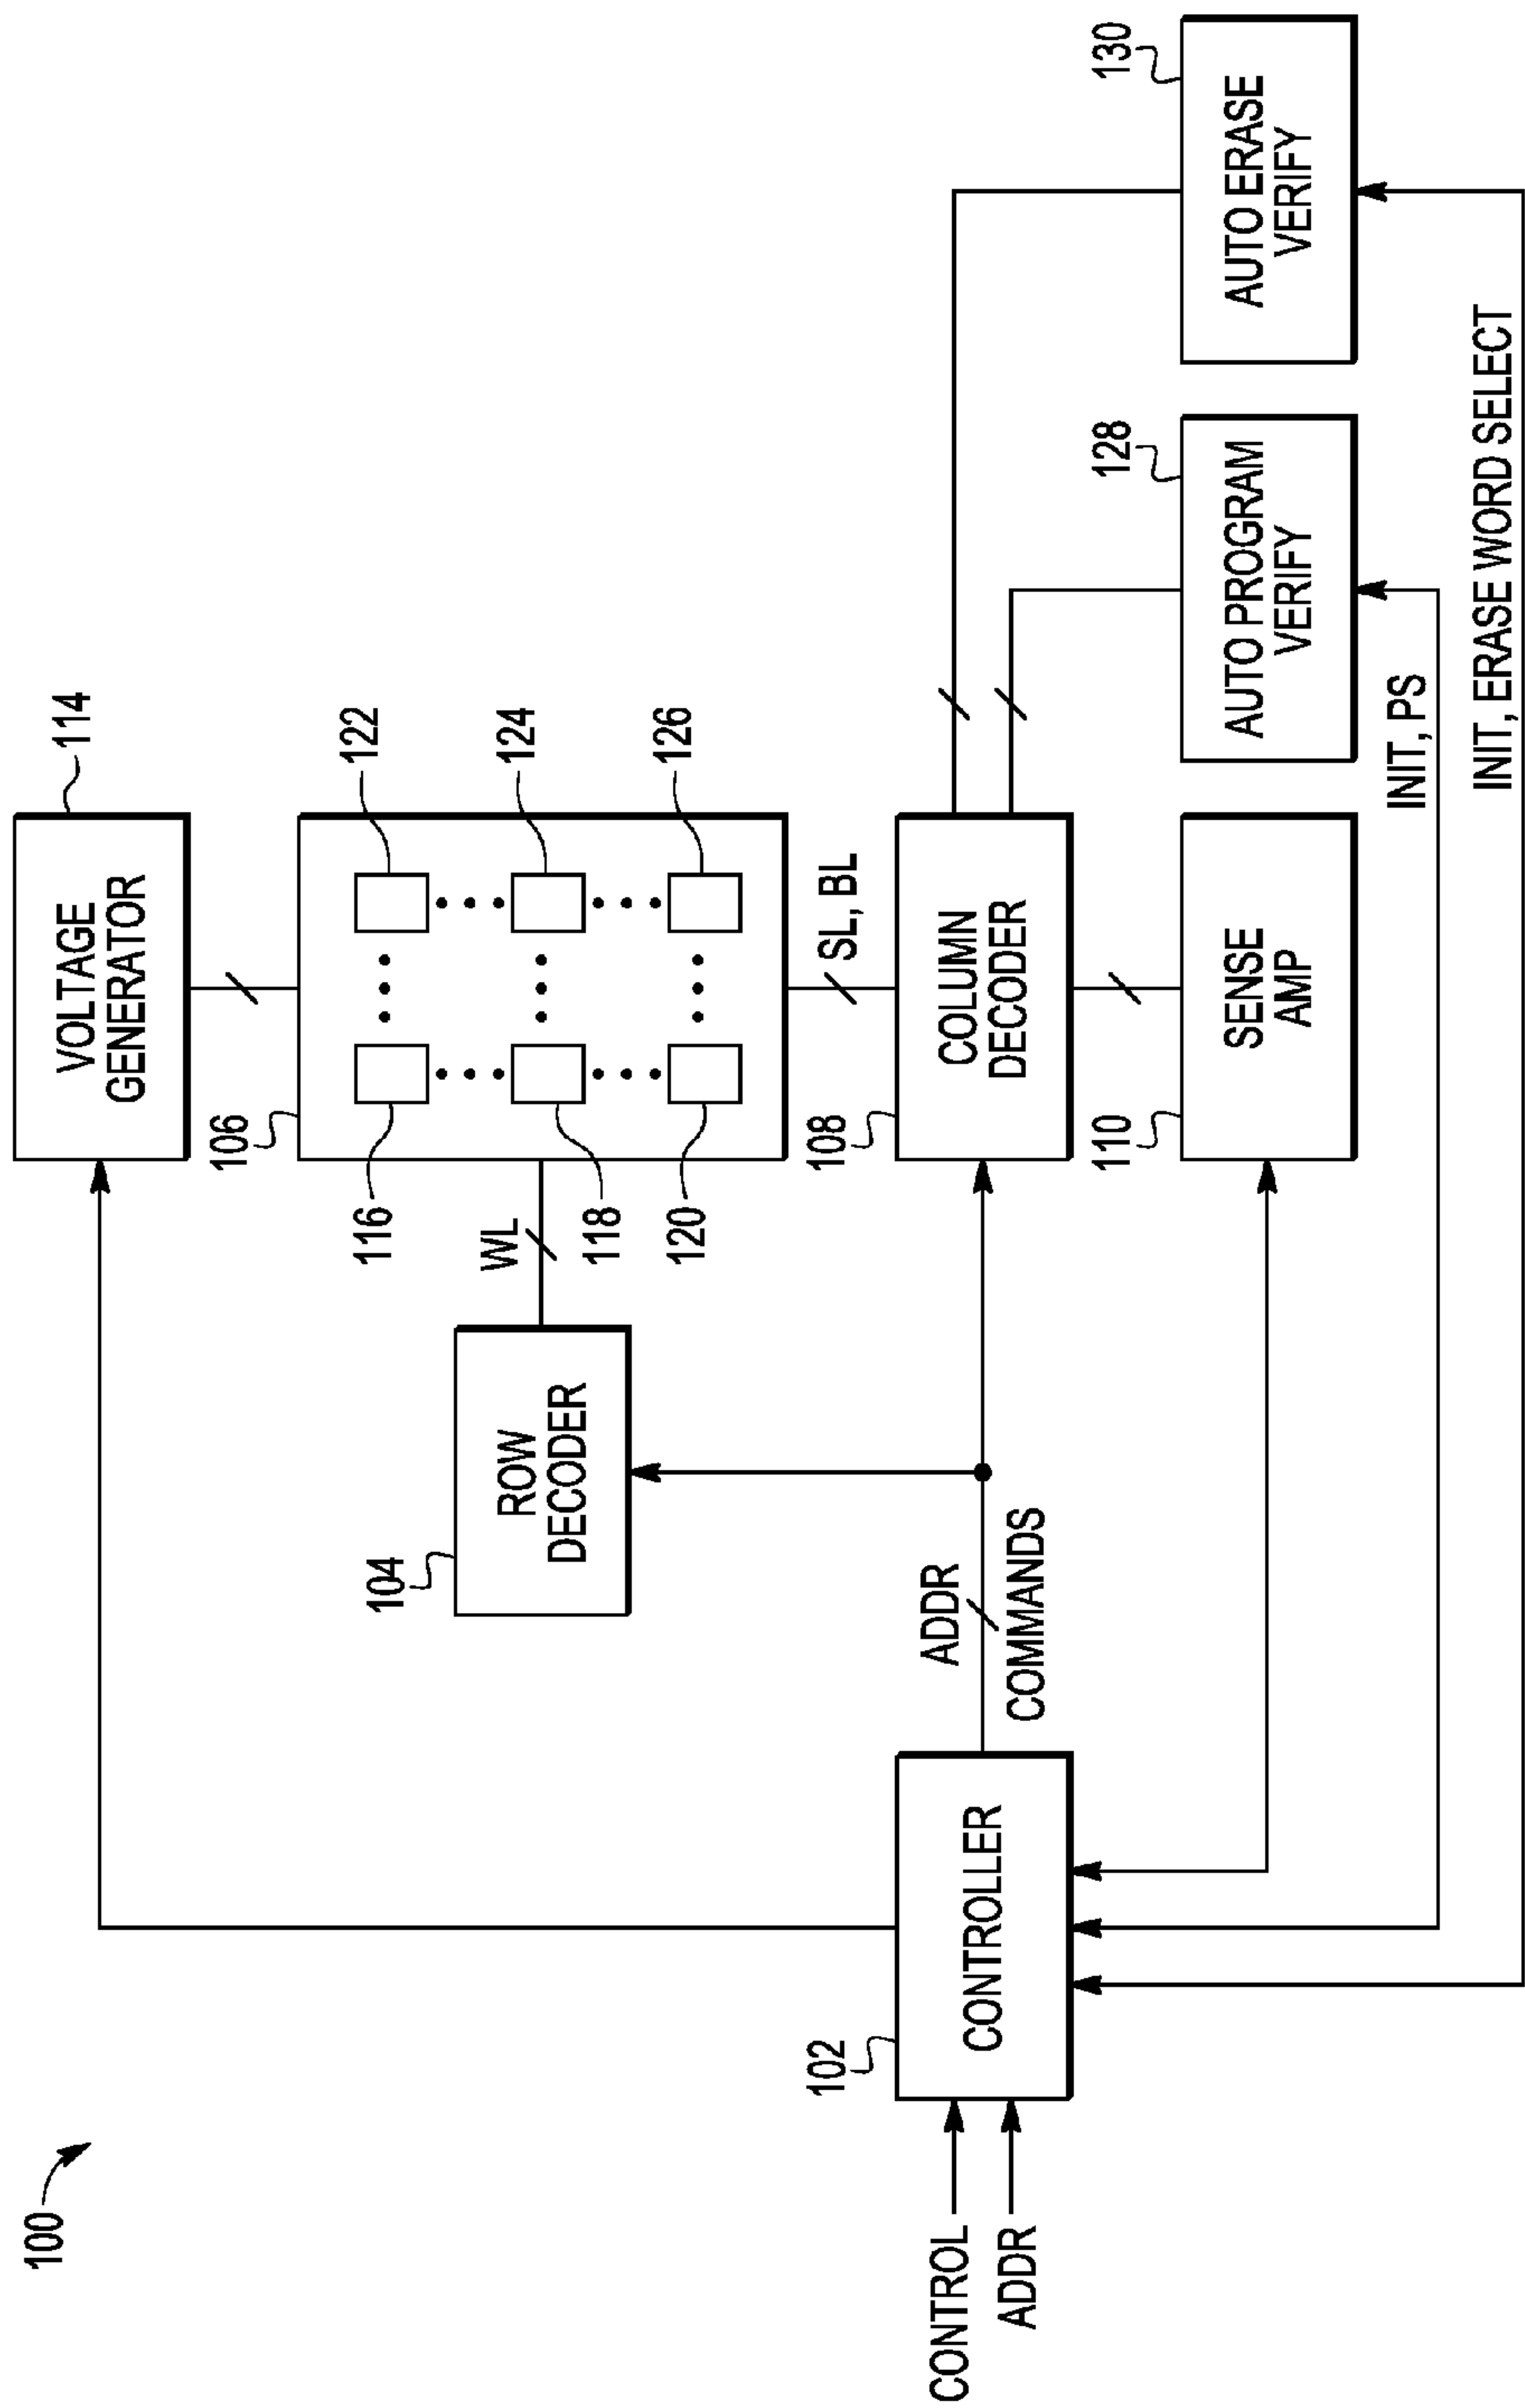 100
VOLTAGE
GENERATOR
114
106
122
124
126
116
118
120
WL
104
ROW
DECODER
SL, BL
108
COLUMN
DECODER
ADDR
COMMANDS
102
CONTROLLER
CONTROL
ADDR
110
SENSE
AMP
128
AUTO PROGRAM
VERIFY
130
AUTO ERASE
VERIFY
INIT, PS
INIT, ERASE WORD SELECT